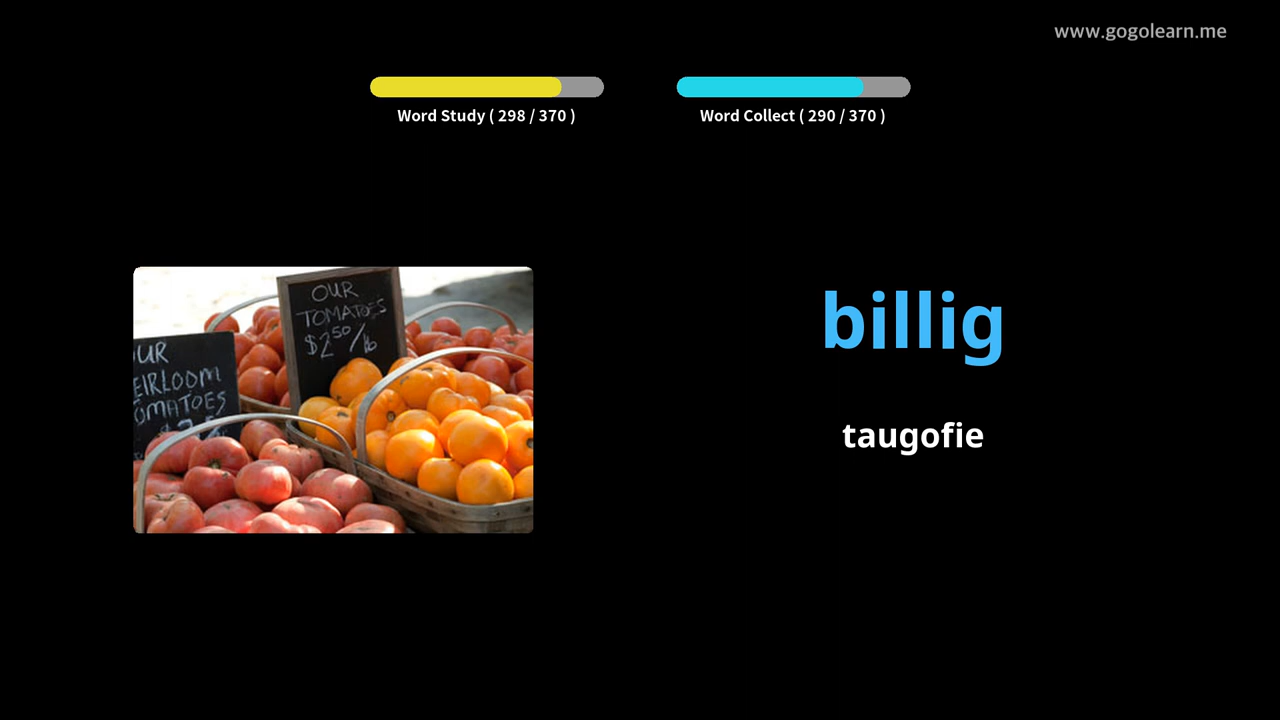 www.gogolearn.me
Word Study ( 298 / 370 )
Word Collect ( 290 / 370 )
OUR
TOMATOES
$2.50/lb
UR
EIRLOOM
OMATOES
billig
taugofie